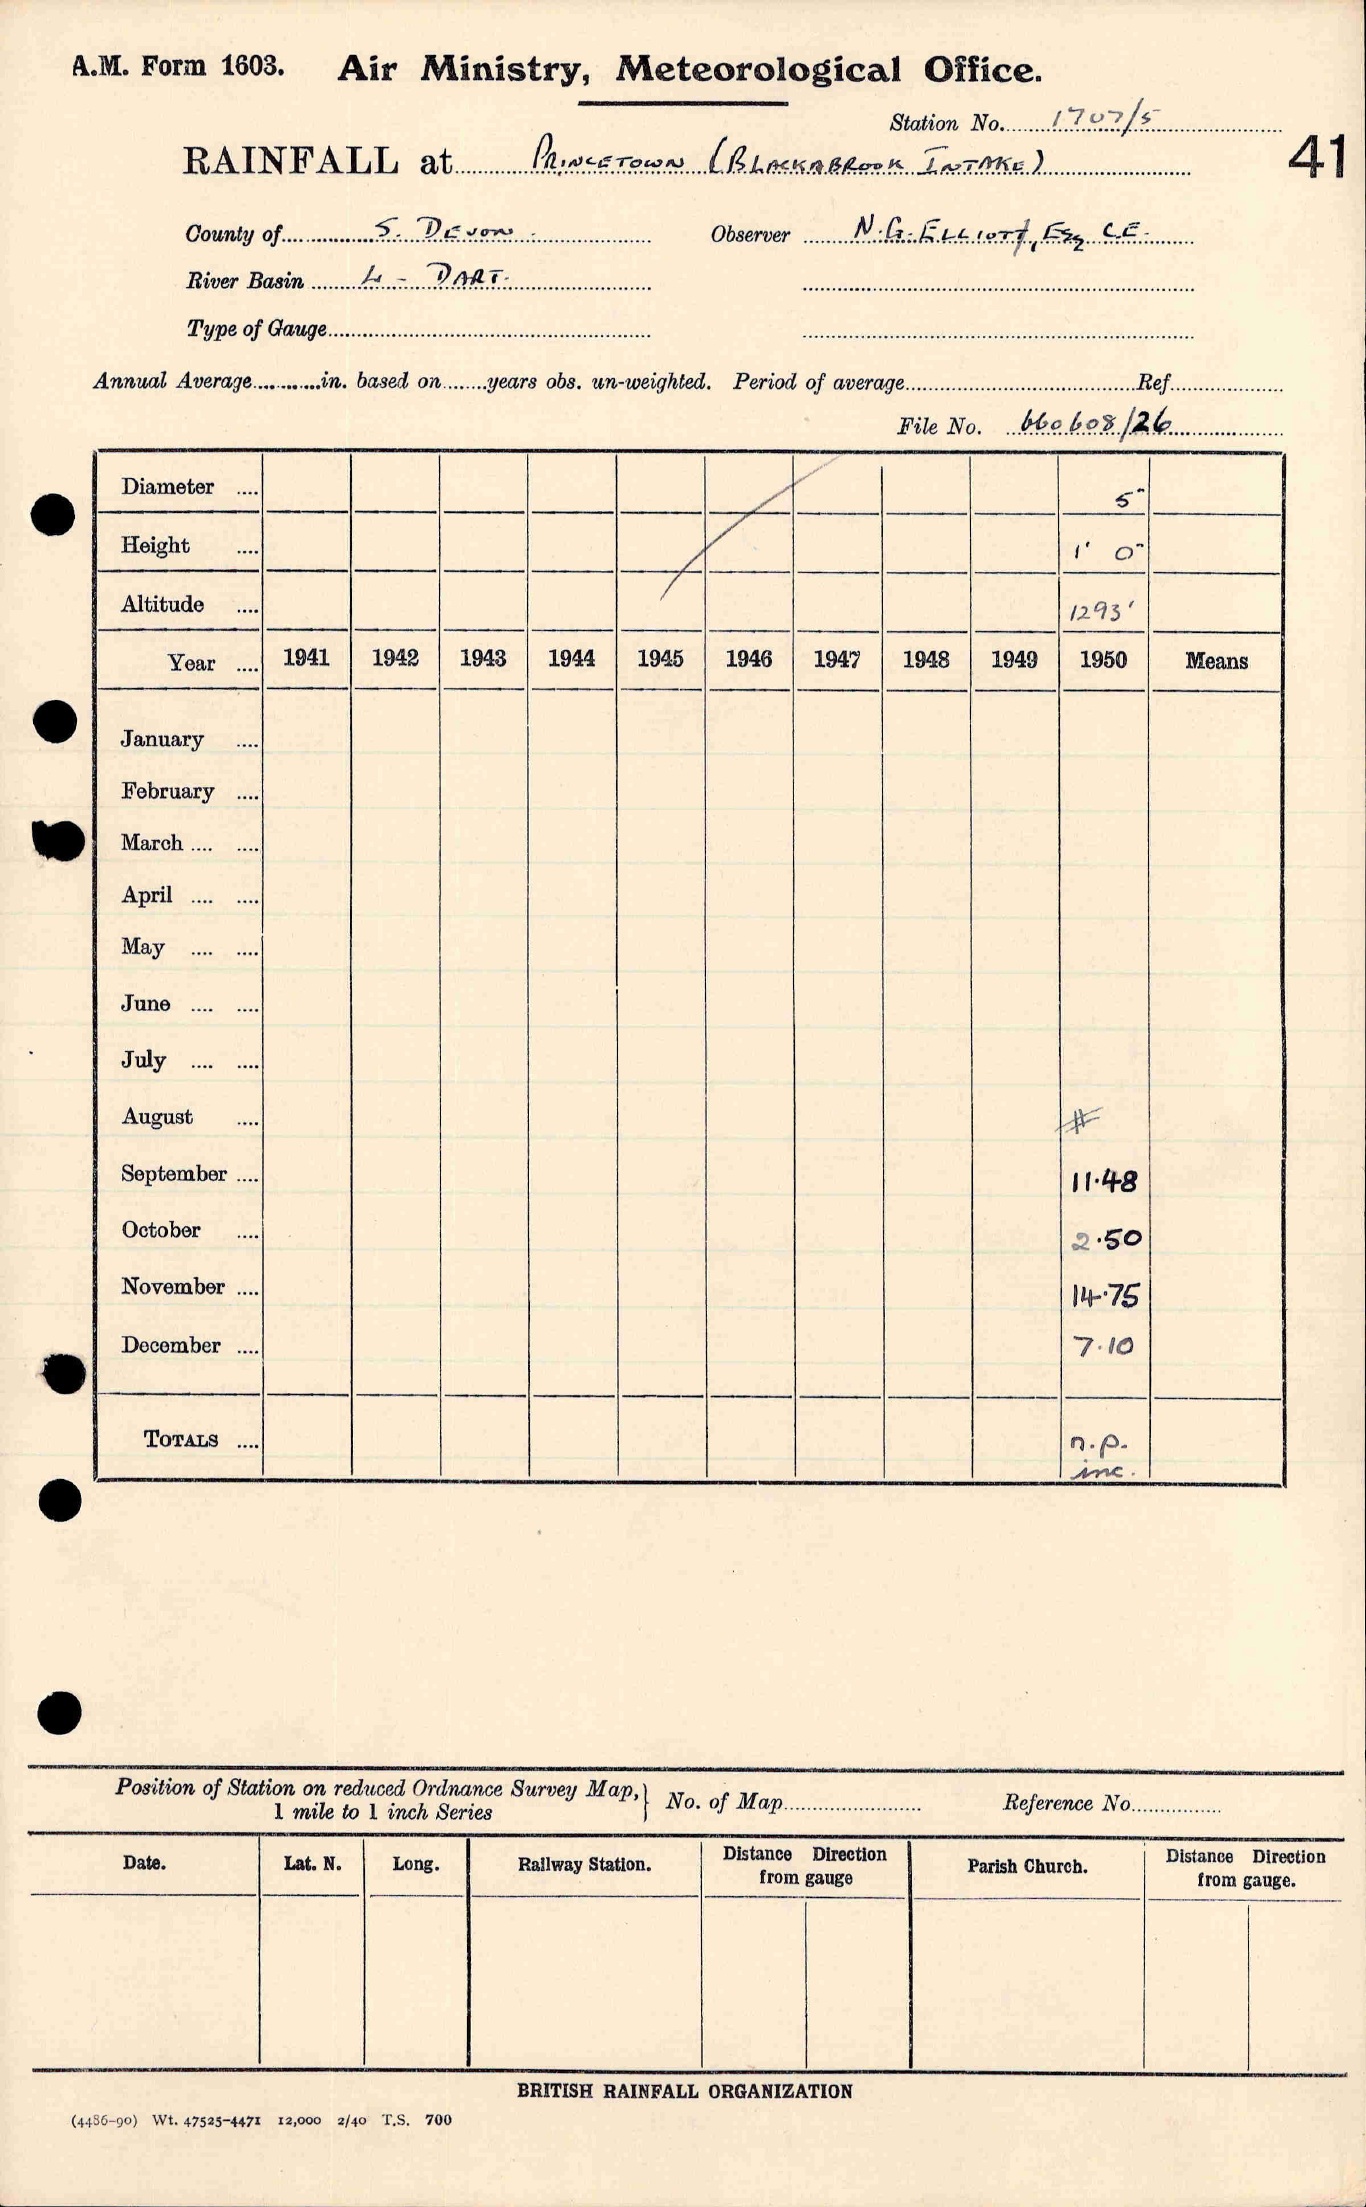 A.M. Form 1603. Air Ministry, Meteorological Office.
Station No. 1707/5
RAINFALL at PRINCETOWN (BLACKABROOK INTAKE) 41
County of S. DEVON. Observer N.G. ELLIOTT, ESQ C.E.
River Basin 4 - DART.
Type of Gauge
Annual Average in. based on years obs. un-weighted. Period of average Ref.
File No. 660608/26
Diameter 5"
Height 1' 0"
Altitude 1293'
Year 1941 1942 1943 1944 1945 1946 1947 1948 1949 1950 Means
January
February
March
April
May
June
July
August #
September 11.48
October 2.50
November 14.75
December 7.10
TOTALS n.p.
inc.
Position of Station on reduced Ordnance Survey Map,
1 mile to 1 inch Series } No. of Map Reference No.
Date. Lat. N. Long. Railway Station. Distance Direction from gauge Parish Church. Distance Direction from gauge.
BRITISH RAINFALL ORGANIZATION
(4486-90) Wt. 47525-4471 12,000 2/40 T.S. 700